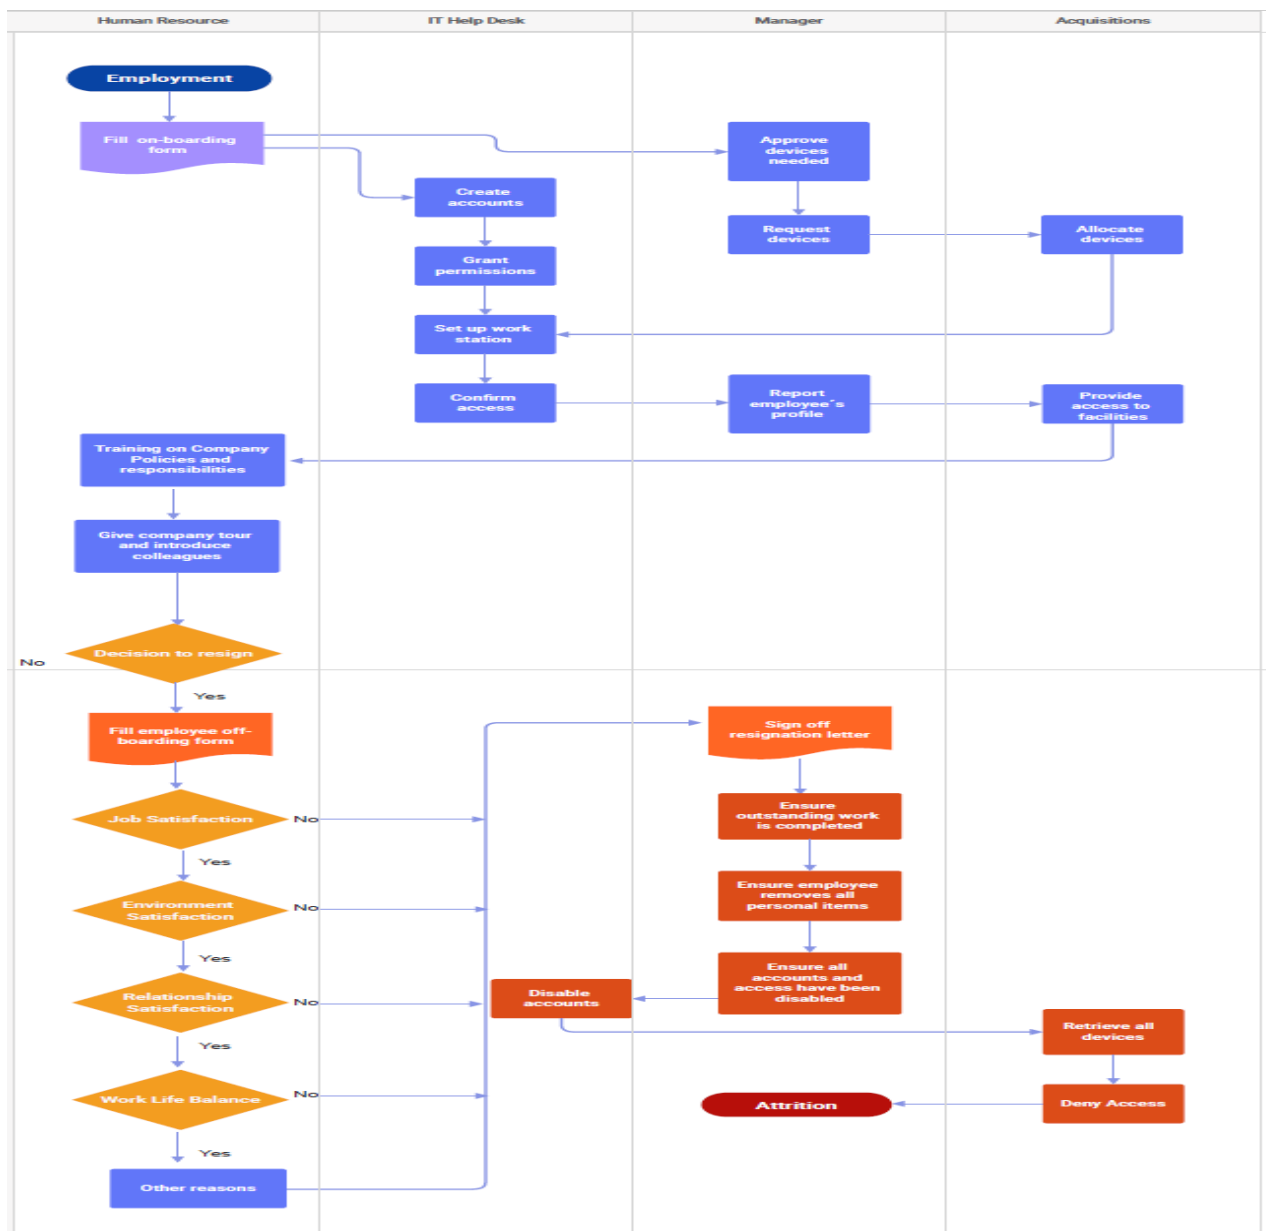 Human Resource
IT Help Desk
Manager
Acquisitions
Employment
Fill on-boarding
form
Approve
devices
needed
Create
accounts
Request
devices
Allocate
devices
Grant
permissions
Set up work
station
Confirm
access
Report
employee´s
profile
Provide
access to
facilities
Training on Company
Policies and
responsibilities
Give company tour
and introduce
colleagues
Decision to resign
No
Yes
Fill employee off-
boarding form
Sign off
resignation letter
Job Satisfaction
No
Ensure
outstanding work
is completed
Yes
Environment
Satisfaction
No
Ensure employee
removes all
personal items
Yes
Relationship
Satisfaction
No
Disable
accounts
Ensure all
accounts and
access have been
disabled
Retrieve all
devices
Yes
Work Life Balance
No
Attrition
Deny Access
Yes
Other reasons